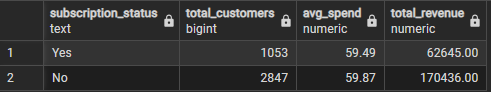 subscription_status total_customers avg_spend total_revenue
text bigint numeric numeric
1 Yes 1053 59.49 62645.00
2 No 2847 59.87 170436.00